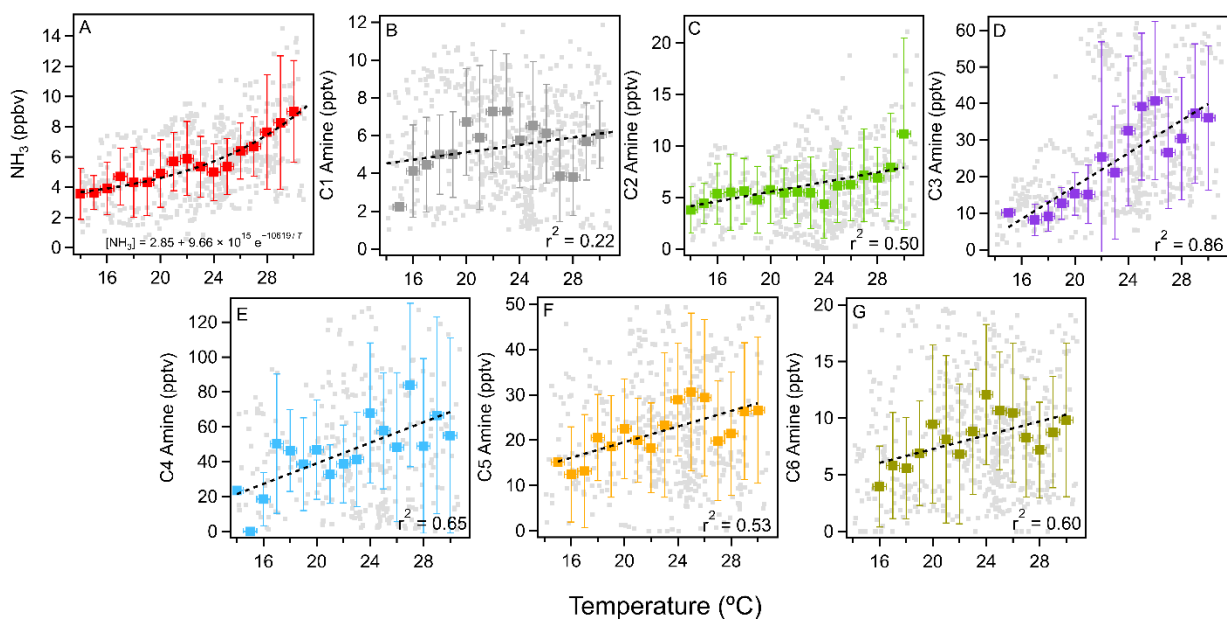 A
NH3 (ppbv)
14
12
10
8
6
4
2
0
[NH3] = 2.85 + 9.66 × 10^15 e^-10619/T
16 20 24 28
B
C1 Amine (pptv)
12
10
8
6
4
2
0
r² = 0.22
16 20 24 28
C
C2 Amine (pptv)
20
15
10
5
0
r² = 0.50
16 20 24 28
D
C3 Amine (pptv)
60
50
40
30
20
10
0
r² = 0.86
16 20 24 28
E
C4 Amine (pptv)
120
100
80
60
40
20
0
r² = 0.65
16 20 24 28
F
C5 Amine (pptv)
50
40
30
20
10
0
r² = 0.53
16 20 24 28
G
C6 Amine (pptv)
20
15
10
5
0
r² = 0.60
16 20 24 28
Temperature (ºC)